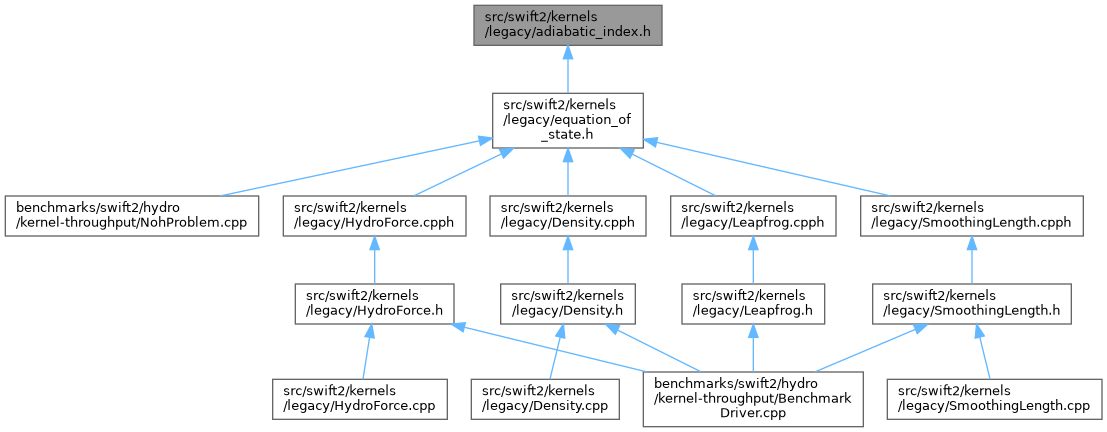 src/swift2/kernels
/legacy/adiabatic_index.h
src/swift2/kernels
/legacy/equation_of
_state.h
benchmarks/swift2/hydro
/kernel-throughput/NohProblem.cpp
src/swift2/kernels
/legacy/HydroForce.cpph
src/swift2/kernels
/legacy/Density.cpph
src/swift2/kernels
/legacy/Leapfrog.cpph
src/swift2/kernels
/legacy/SmoothingLength.cpph
src/swift2/kernels
/legacy/HydroForce.h
src/swift2/kernels
/legacy/Density.h
src/swift2/kernels
/legacy/Leapfrog.h
src/swift2/kernels
/legacy/SmoothingLength.h
src/swift2/kernels
/legacy/HydroForce.cpp
src/swift2/kernels
/legacy/Density.cpp
benchmarks/swift2/hydro
/kernel-throughput/Benchmark
Driver.cpp
src/swift2/kernels
/legacy/SmoothingLength.cpp